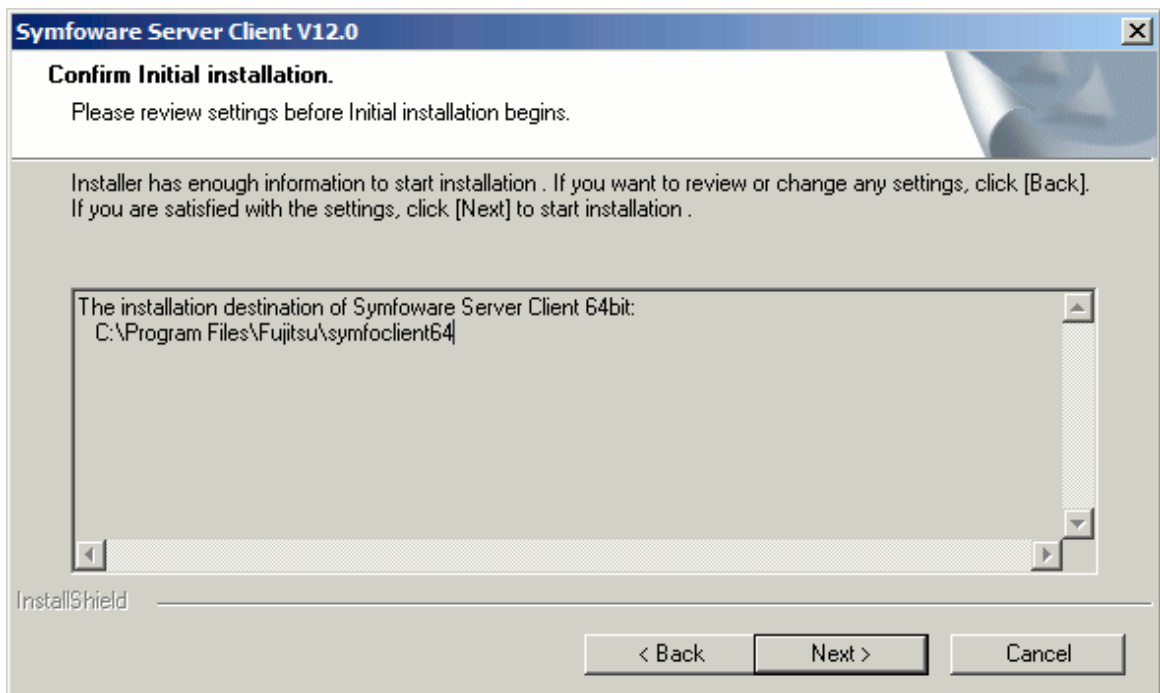 Symfoware Server Client V12.0
Confirm Initial installation.
Please review settings before Initial installation begins.
Installer has enough information to start installation . If you want to review or change any settings, click [Back].
If you are satisfied with the settings, click [Next] to start installation .
The installation destination of Symfoware Server Client 64bit:
C:\Program Files\Fujitsu\symfoclient64
InstallShield
< Back Next > Cancel